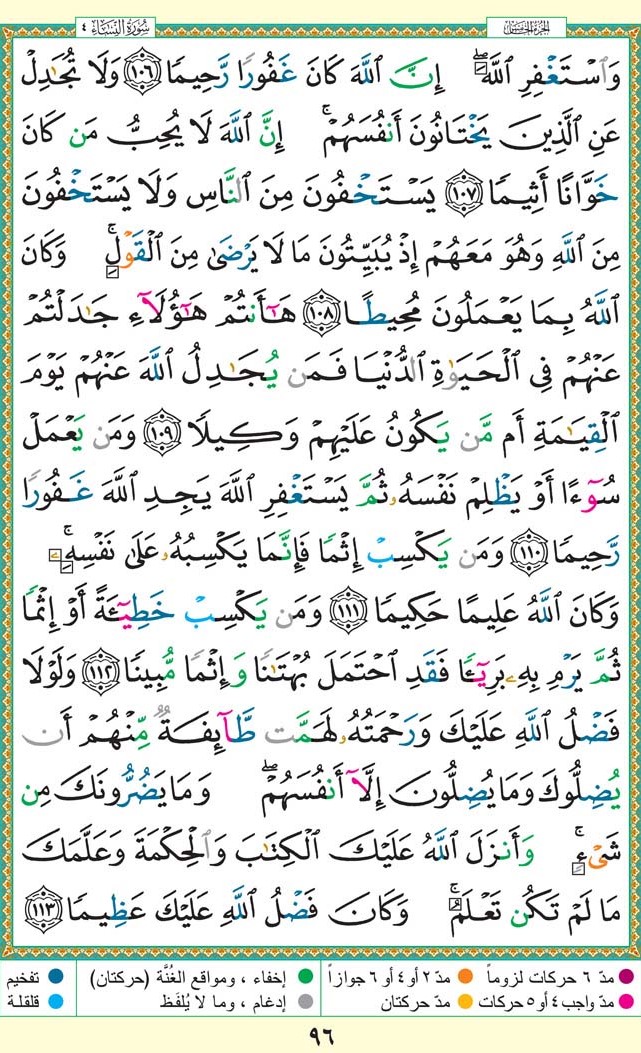 سُورَةُ النِّسَاءِ ٤
الجُزْءُ الخَامِسُ
وَٱسْتَغْفِرِ ٱللَّهَۖ إِنَّ ٱللَّهَ كَانَ غَفُورًا رَّحِيمًا ١٠٦ وَلَا تُجَٰدِلْ
عَنِ ٱلَّذِينَ يَخْتَانُونَ أَنفُسَهُمْۚ إِنَّ ٱللَّهَ لَا يُحِبُّ مَن كَانَ
خَوَّانًا أَثِيمًا ١٠٧ يَسْتَخْفُونَ مِنَ ٱلنَّاسِ وَلَا يَسْتَخْفُونَ
مِنَ ٱللَّهِ وَهُوَ مَعَهُمْ إِذْ يُبَيِّتُونَ مَا لَا يَرْضَىٰ مِنَ ٱلْقَوْلِۚ وَكَانَ
ٱللَّهُ بِمَا يَعْمَلُونَ مُحِيطًا ١٠٨ هَٰٓأَنتُمْ هَٰٓؤُلَآءِ جَٰدَلْتُمْ
عَنْهُمْ فِى ٱلْحَيَوٰةِ ٱلدُّنْيَا فَمَن يُجَٰدِلُ ٱللَّهَ عَنْهُمْ يَوْمَ
ٱلْقِيَٰمَةِ أَم مَّن يَكُونُ عَلَيْهِمْ وَكِيلًا ١٠٩ وَمَن يَعْمَلْ
سُوٓءًا أَوْ يَظْلِمْ نَفْسَهُۥ ثُمَّ يَسْتَغْفِرِ ٱللَّهَ يَجِدِ ٱللَّهَ غَفُورًا
رَّحِيمًا ١١٠ وَمَن يَكْسِبْ إِثْمًا فَإِنَّمَا يَكْسِبُهُۥ عَلَىٰ نَفْسِهِۦۚ
وَكَانَ ٱللَّهُ عَلِيمًا حَكِيمًا ١١١ وَمَن يَكْسِبْ خَطِيٓـَٔةً أَوْ إِثْمًا
ثُمَّ يَرْمِ بِهِۦ بَرِيٓـًٔا فَقَدِ ٱحْتَمَلَ بُهْتَٰنًا وَإِثْمًا مُّبِينًا ١١٢ وَلَوْلَا
فَضْلُ ٱللَّهِ عَلَيْكَ وَرَحْمَتُهُۥ لَهَمَّت طَّآئِفَةٌ مِّنْهُمْ أَن
يُضِلُّوكَ وَمَا يُضِلُّونَ إِلَّآ أَنفُسَهُمْۖ وَمَا يَضُرُّونَكَ مِن
شَىْءٍۚ وَأَنزَلَ ٱللَّهُ عَلَيْكَ ٱلْكِتَٰبَ وَٱلْحِكْمَةَ وَعَلَّمَكَ
مَا لَمْ تَكُن تَعْلَمُۚ وَكَانَ فَضْلُ ٱللَّهِ عَلَيْكَ عَظِيمًا ١١٣
مدّ ٦ حركات لزوماً مدّ ٢ أو ٤ أو ٦ جوازاً إخفاء ، ومواقع الغُنَّة (حركتان) تفخيم
مدّ واجب ٤ أو ٥ حركات مدّ حركتان إدغام ، وما لا يُلفَظ قلقلة
٩٦